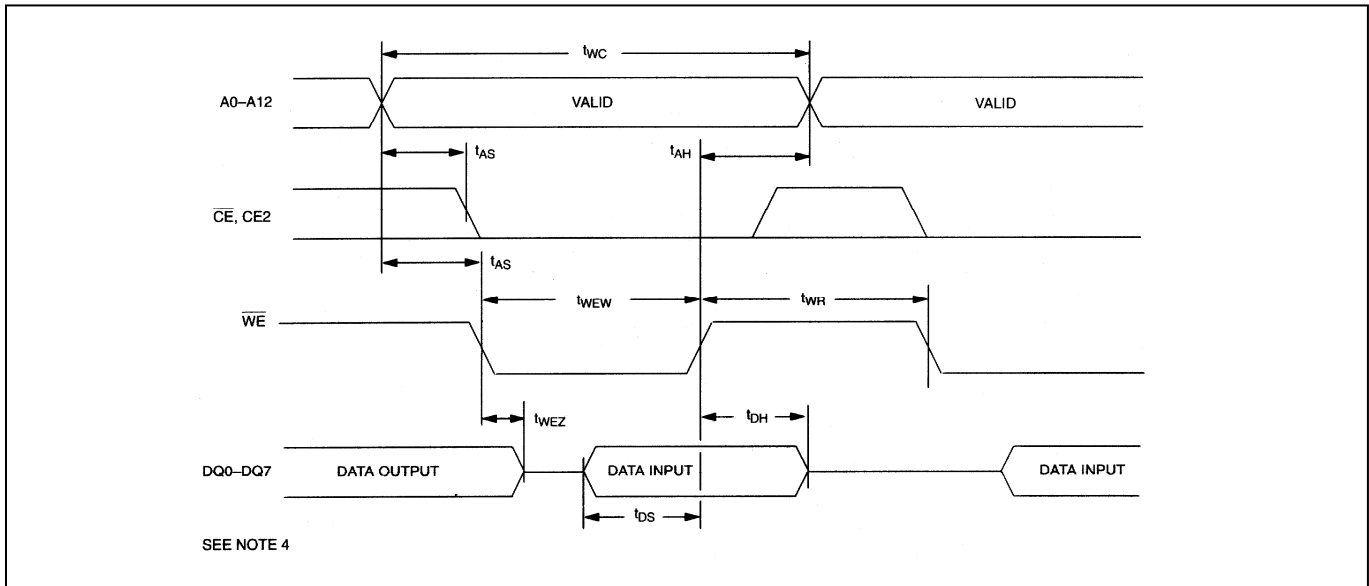 tWC
A0–A12
VALID
VALID
tAS
tAH
CE, CE2
tAS
tWEW
tWR
WE
tWEZ
tDH
DQ0–DQ7
DATA OUTPUT
DATA INPUT
DATA INPUT
tDS
SEE NOTE 4